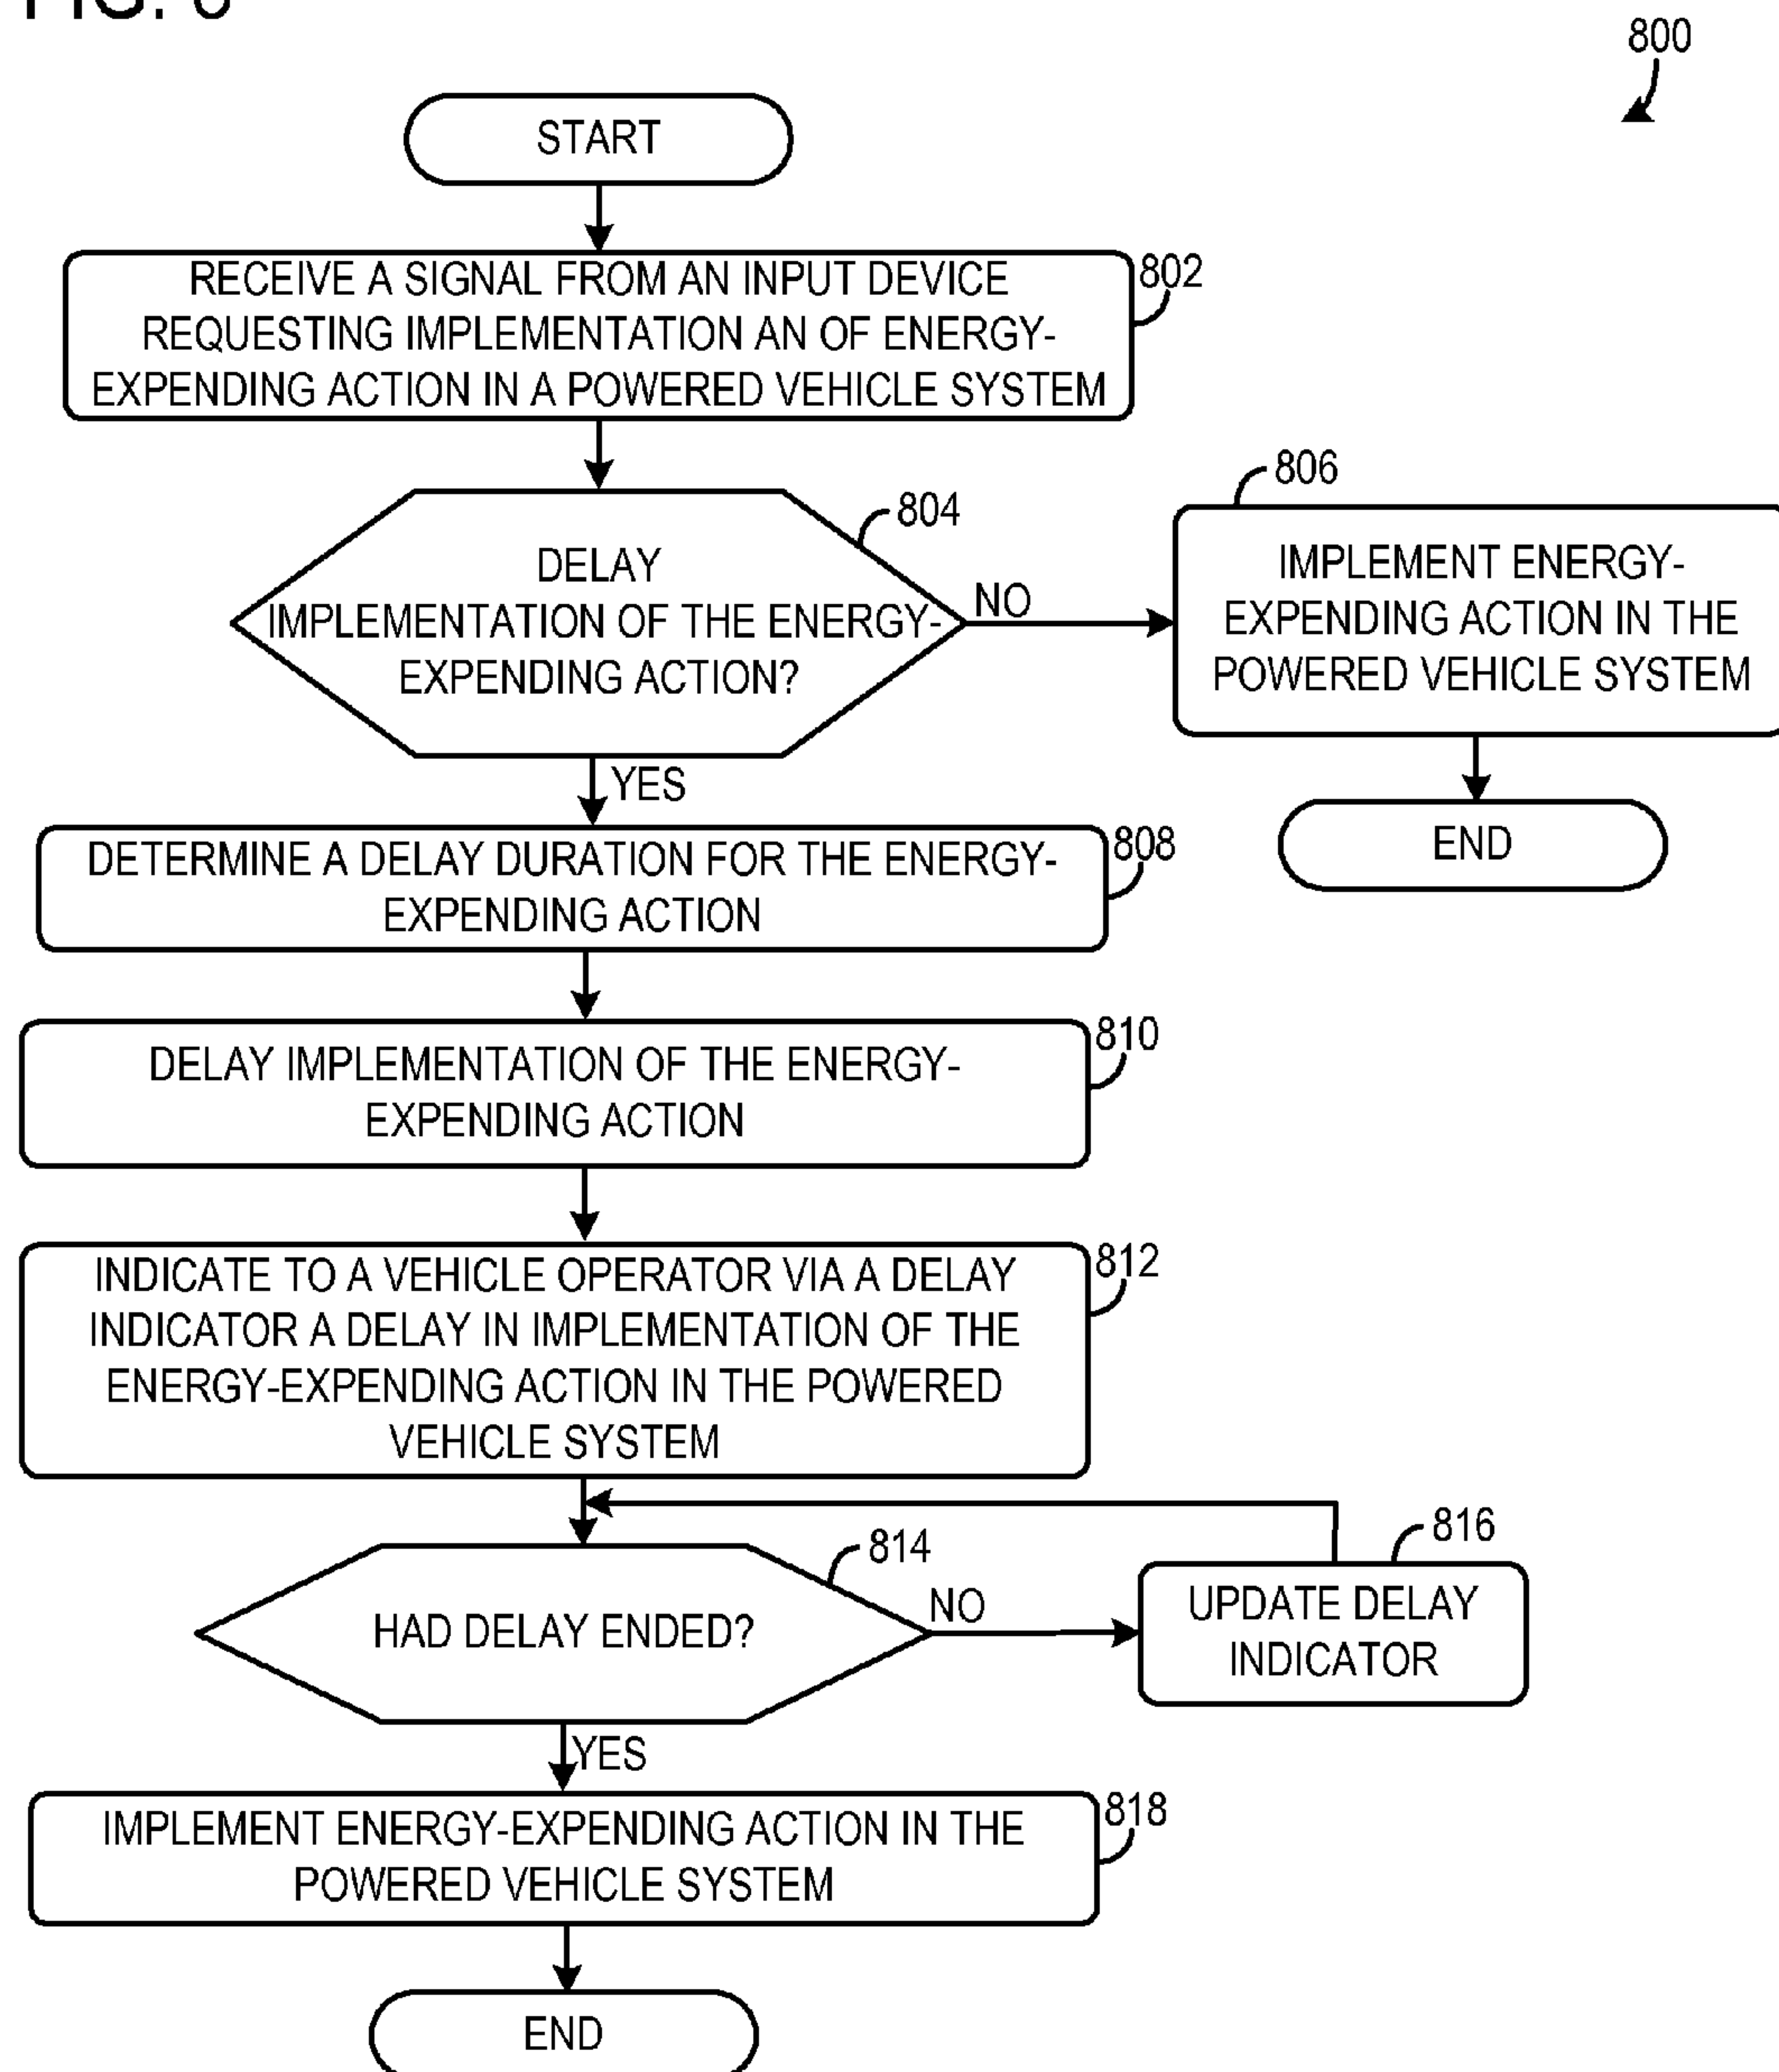 800
START
RECEIVE A SIGNAL FROM AN INPUT DEVICE
REQUESTING IMPLEMENTATION AN OF ENERGY-
EXPENDING ACTION IN A POWERED VEHICLE SYSTEM
802
DELAY
IMPLEMENTATION OF THE ENERGY-
EXPENDING ACTION?
804
NO
806
IMPLEMENT ENERGY-
EXPENDING ACTION IN THE
POWERED VEHICLE SYSTEM
END
YES
DETERMINE A DELAY DURATION FOR THE ENERGY-
EXPENDING ACTION
808
DELAY IMPLEMENTATION OF THE ENERGY-
EXPENDING ACTION
810
INDICATE TO A VEHICLE OPERATOR VIA A DELAY
INDICATOR A DELAY IN IMPLEMENTATION OF THE
ENERGY-EXPENDING ACTION IN THE POWERED
VEHICLE SYSTEM
812
HAD DELAY ENDED?
814
NO
816
UPDATE DELAY
INDICATOR
YES
IMPLEMENT ENERGY-EXPENDING ACTION IN THE
POWERED VEHICLE SYSTEM
818
END